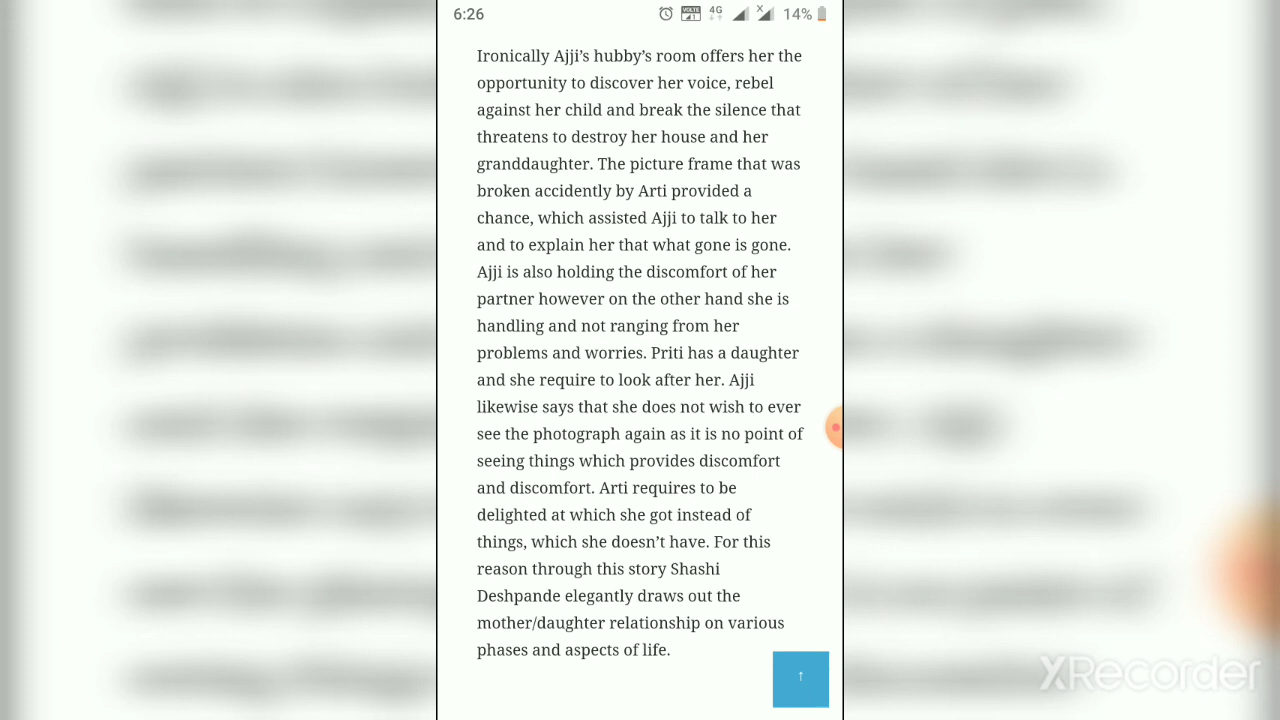 6:26
VoLTE 1 4G X 14%
Ironically Ajji’s hubby’s room offers her the
opportunity to discover her voice, rebel
against her child and break the silence that
threatens to destroy her house and her
granddaughter. The picture frame that was
broken accidently by Arti provided a
chance, which assisted Ajji to talk to her
and to explain her that what gone is gone.
Ajji is also holding the discomfort of her
partner however on the other hand she is
handling and not ranging from her
problems and worries. Priti has a daughter
and she require to look after her. Ajji
likewise says that she does not wish to ever
see the photograph again as it is no point of
seeing things which provides discomfort
and discomfort. Arti requires to be
delighted at which she got instead of
things, which she doesn’t have. For this
reason through this story Shashi
Deshpande elegantly draws out the
mother/daughter relationship on various
phases and aspects of life.
↑
XRecorder